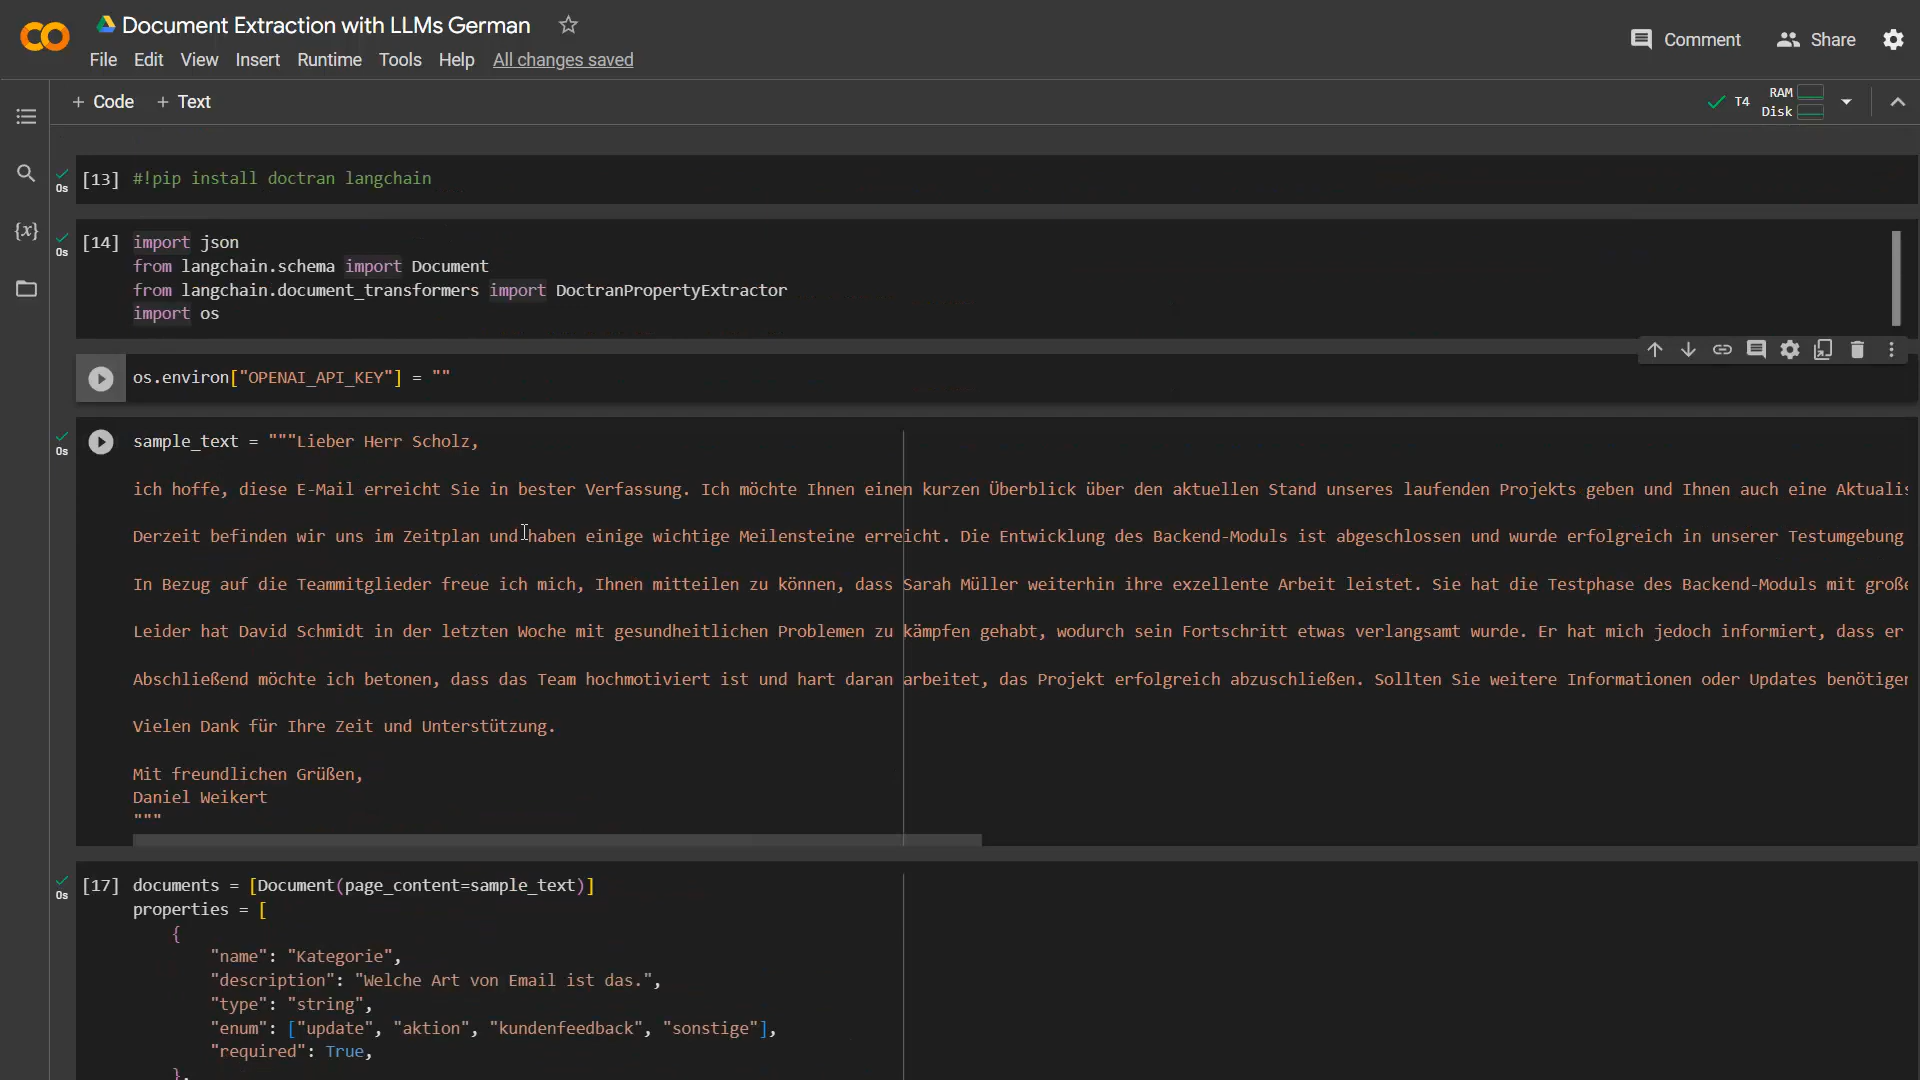 Document Extraction with LLMs German
File Edit View Insert Runtime Tools Help All changes saved
Comment Share
+ Code + Text
T4 RAM
Disk
0s [13] #!pip install doctran langchain
0s [14] import json
from langchain.schema import Document
from langchain.document_transformers import DoctranPropertyExtractor
import os
{x}
os.environ["OPENAI_API_KEY"] = ""
0s sample_text = """Lieber Herr Scholz,
ich hoffe, diese E-Mail erreicht Sie in bester Verfassung. Ich möchte Ihnen einen kurzen Überblick über den aktuellen Stand unseres laufenden Projekts geben und Ihnen auch eine Aktualis
Derzeit befinden wir uns im Zeitplan und haben einige wichtige Meilensteine erreicht. Die Entwicklung des Backend-Moduls ist abgeschlossen und wurde erfolgreich in unserer Testumgebung
In Bezug auf die Teammitglieder freue ich mich, Ihnen mitteilen zu können, dass Sarah Müller weiterhin ihre exzellente Arbeit leistet. Sie hat die Testphase des Backend-Moduls mit große
Leider hat David Schmidt in der letzten Woche mit gesundheitlichen Problemen zu kämpfen gehabt, wodurch sein Fortschritt etwas verlangsamt wurde. Er hat mich jedoch informiert, dass er
Abschließend möchte ich betonen, dass das Team hochmotiviert ist und hart daran arbeitet, das Projekt erfolgreich abzuschließen. Sollten Sie weitere Informationen oder Updates benötigen
Vielen Dank für Ihre Zeit und Unterstützung.
Mit freundlichen Grüßen,
Daniel Weikert
"""
0s [17] documents = [Document(page_content=sample_text)]
properties = [
{
"name": "Kategorie",
"description": "Welche Art von Email ist das.",
"type": "string",
"enum": ["update", "aktion", "kundenfeedback", "sonstige"],
"required": True,
},